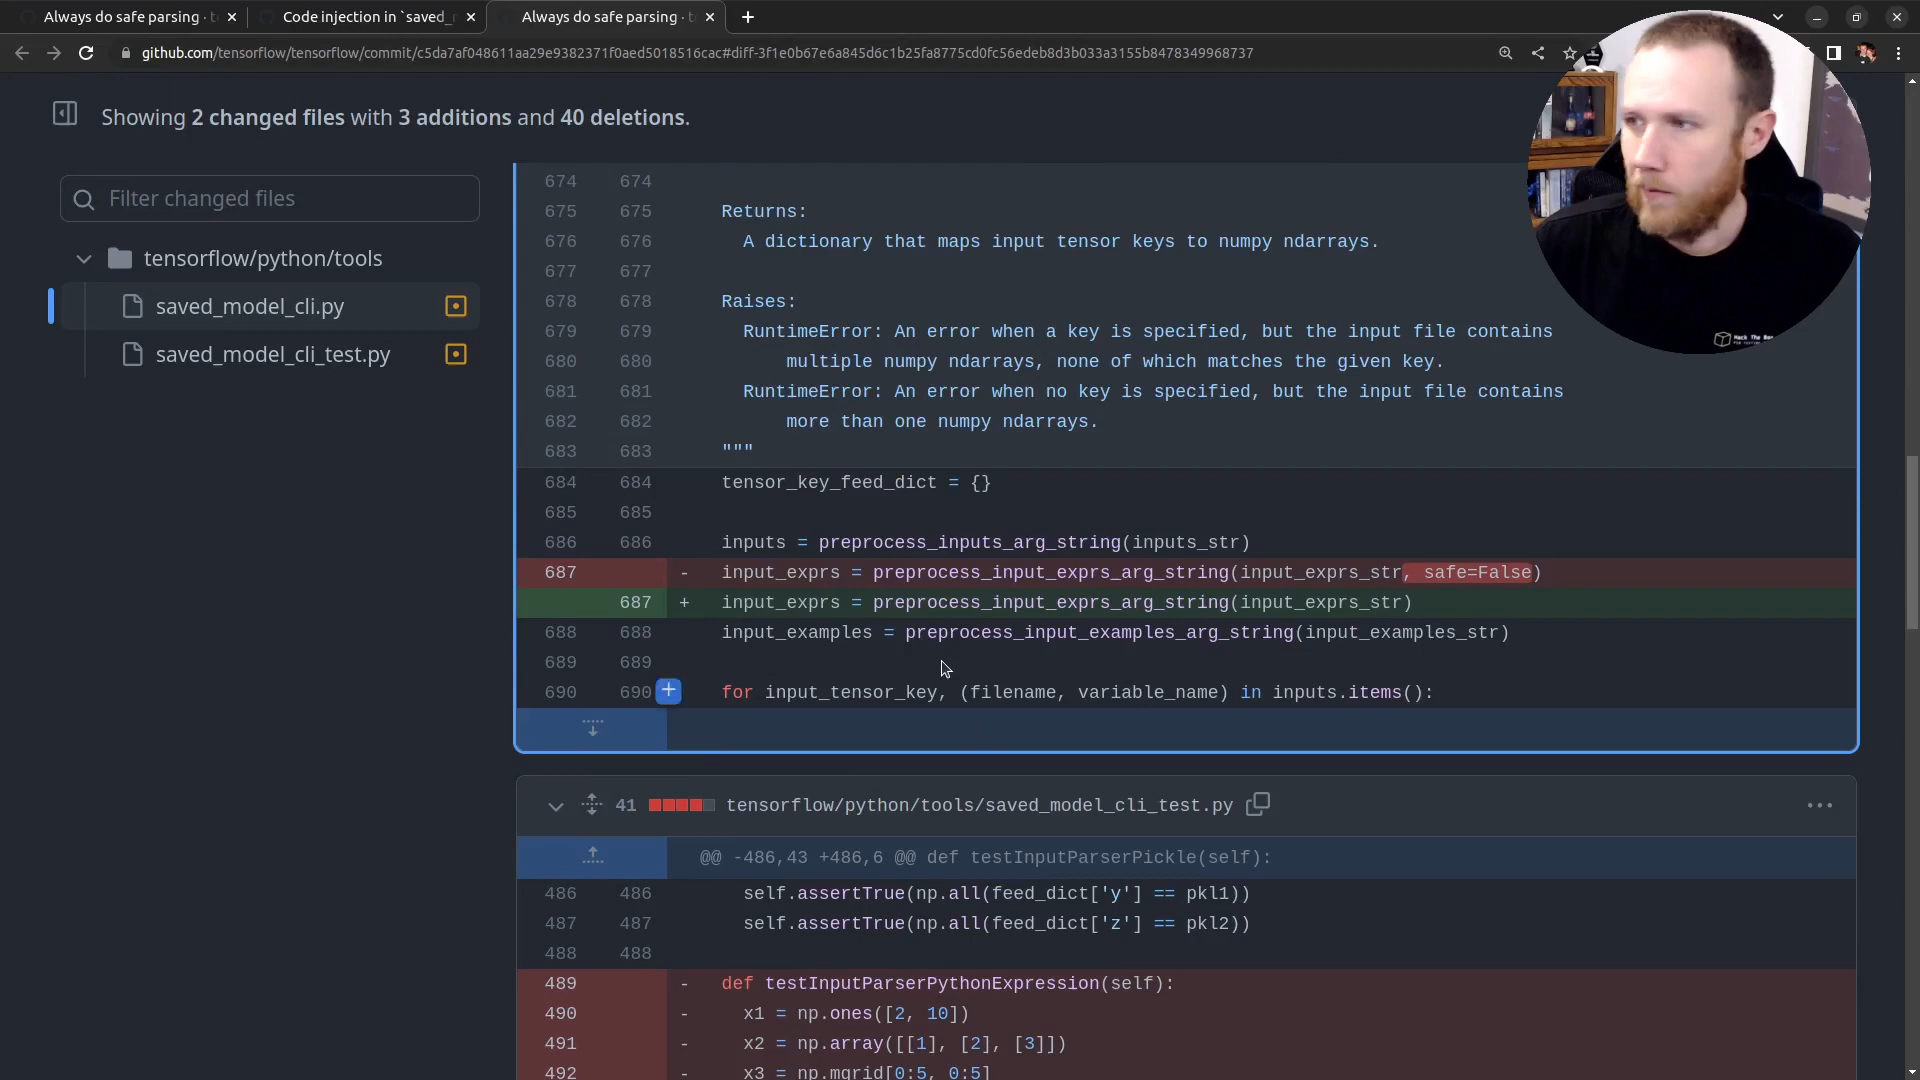 Always do safe parsing · t
Code injection in `saved_
Always do safe parsing · t
github.com/tensorflow/tensorflow/commit/c5da7af048611aa29e9382371f0aed5018516cac#diff-3f1e0b67e6a845d6c1b25fa8775cd0fc56edeb8d3b033a3155b8478349968737
Showing 2 changed files with 3 additions and 40 deletions.
Filter changed files
tensorflow/python/tools
saved_model_cli.py
saved_model_cli_test.py
674 674
675 675 Returns:
676 676 A dictionary that maps input tensor keys to numpy ndarrays.
677 677
678 678 Raises:
679 679 RuntimeError: An error when a key is specified, but the input file contains
680 680 multiple numpy ndarrays, none of which matches the given key.
681 681 RuntimeError: An error when no key is specified, but the input file contains
682 682 more than one numpy ndarrays.
683 683 """
684 684 tensor_key_feed_dict = {}
685 685
686 686 inputs = preprocess_inputs_arg_string(inputs_str)
687 - input_exprs = preprocess_input_exprs_arg_string(input_exprs_str, safe=False)
687 + input_exprs = preprocess_input_exprs_arg_string(input_exprs_str)
688 688 input_examples = preprocess_input_examples_arg_string(input_examples_str)
689 689
690 690 for input_tensor_key, (filename, variable_name) in inputs.items():
41 tensorflow/python/tools/saved_model_cli_test.py
@@ -486,43 +486,6 @@ def testInputParserPickle(self):
486 486 self.assertTrue(np.all(feed_dict['y'] == pkl1))
487 487 self.assertTrue(np.all(feed_dict['z'] == pkl2))
488 488
489 - def testInputParserPythonExpression(self):
490 - x1 = np.ones([2, 10])
491 - x2 = np.array([[1], [2], [3]])
492 - x3 = np.mgrid[0:5, 0:5]